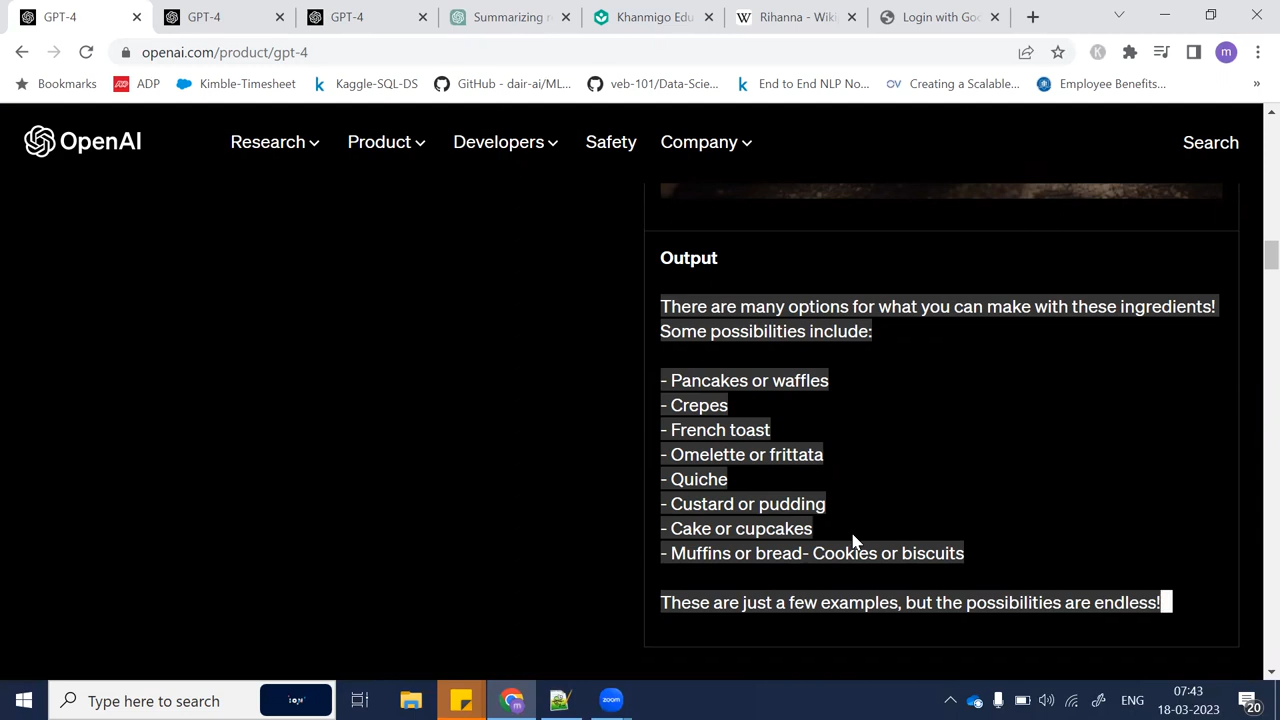 GPT-4
GPT-4
GPT-4
Summarizing
Khanmigo Edu
Rihanna - Wiki
Login with Goo
openai.com/product/gpt-4
K
m
Bookmarks
ADP
Kimble-Timesheet
Kaggle-SQL-DS
GitHub - dair-ai/ML...
veb-101/Data-Scie...
End to End NLP No...
OV
Creating a Scalable...
Employee Benefits...
»
OpenAI
Research
Product
Developers
Safety
Company
Search
Output
There are many options for what you can make with these ingredients!
Some possibilities include:
- Pancakes or waffles
- Crepes
- French toast
- Omelette or frittata
- Quiche
- Custard or pudding
- Cake or cupcakes
- Muffins or bread- Cookies or biscuits
These are just a few examples, but the possibilities are endless!
Type here to search
ENG
07:43
18-03-2023
20